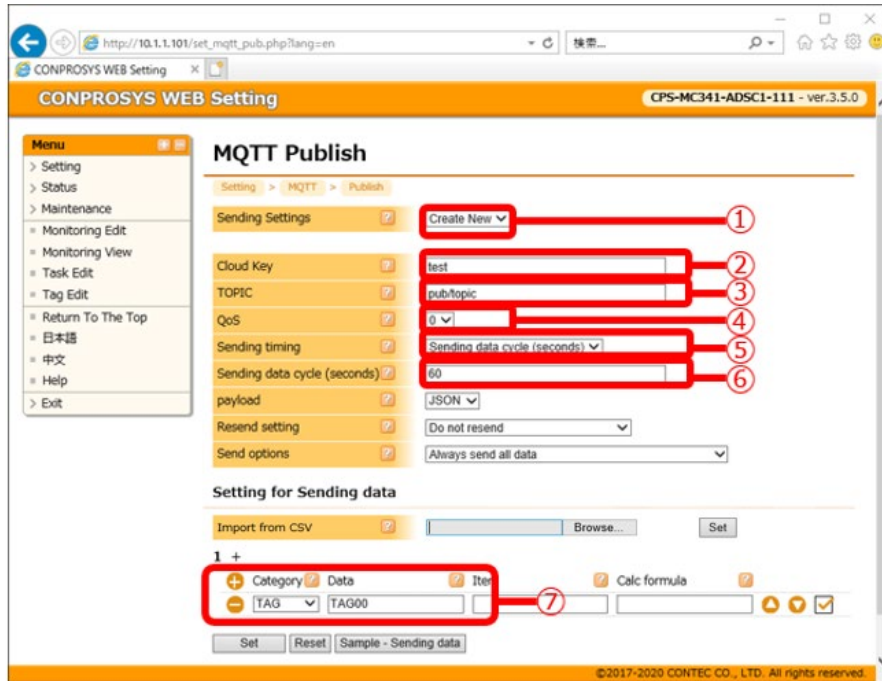 http://10.1.1.101/set_mqtt_pub.php?lang=en
検索...
CONPROSYS WEB Setting
CONPROSYS WEB Setting
CPS-MC341-ADSC1-111 - ver.3.5.0
Menu
> Setting
> Status
> Maintenance
Monitoring Edit
Monitoring View
Task Edit
Tag Edit
Return To The Top
日本語
中文
Help
> Exit
MQTT Publish
Setting > MQTT > Publish
Sending Settings ? Create New ①
Cloud Key ? test ②
TOPIC ? pub/topic ③
QoS ? 0 ④
Sending timing ? Sending data cycle (seconds) ⑤
Sending data cycle (seconds) ? 60 ⑥
payload ? JSON
Resend setting ? Do not resend
Send options ? Always send all data
Setting for Sending data
Import from CSV ? Browse... Set
1 +
Category ? Data ? Item ? Calc formula ?
TAG TAG00 ⑦
Set Reset Sample - Sending data
©2017-2020 CONTEC CO., LTD. All rights reserved.